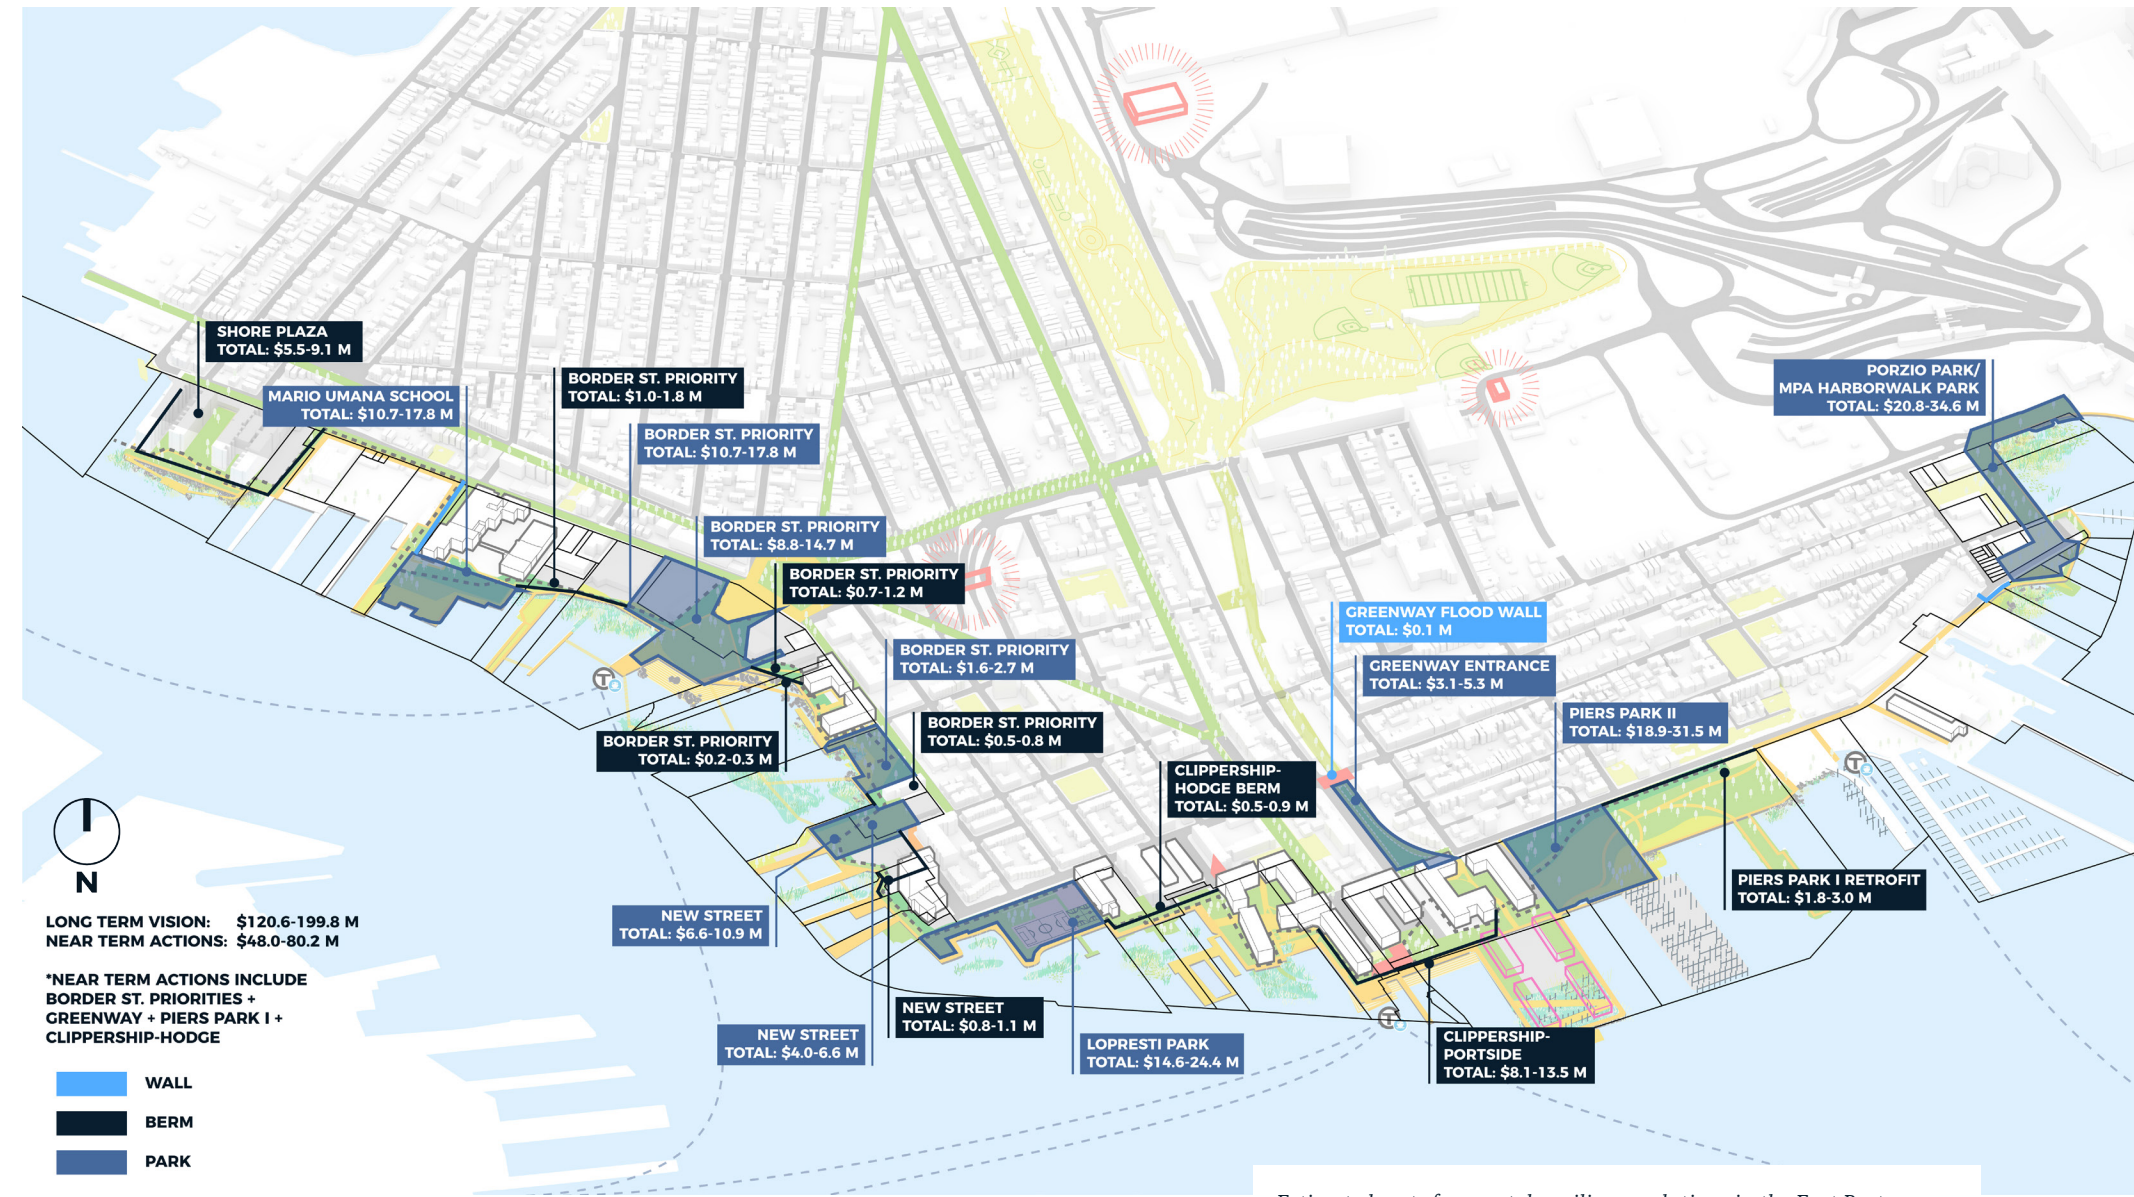 SHORE PLAZA
TOTAL: $5.5-9.1 M
MARIO UMANA SCHOOL
TOTAL: $10.7-17.8 M
BORDER ST. PRIORITY
TOTAL: $1.0-1.8 M
BORDER ST. PRIORITY
TOTAL: $10.7-17.8 M
BORDER ST. PRIORITY
TOTAL: $8.8-14.7 M
BORDER ST. PRIORITY
TOTAL: $0.7-1.2 M
BORDER ST. PRIORITY
TOTAL: $1.6-2.7 M
BORDER ST. PRIORITY
TOTAL: $0.5-0.8 M
BORDER ST. PRIORITY
TOTAL: $0.2-0.3 M
PORZIO PARK/
MPA HARBORWALK PARK
TOTAL: $20.8-34.6 M
GREENWAY FLOOD WALL
TOTAL: $0.1 M
GREENWAY ENTRANCE
TOTAL: $3.1-5.3 M
PIERS PARK II
TOTAL: $18.9-31.5 M
CLIPPERSHIP-
HODGE BERM
TOTAL: $0.5-0.9 M
PIERS PARK I RETROFIT
TOTAL: $1.8-3.0 M
NEW STREET
TOTAL: $6.6-10.9 M
NEW STREET
TOTAL: $4.0-6.6 M
NEW STREET
TOTAL: $0.8-1.1 M
LOPRESTI PARK
TOTAL: $14.6-24.4 M
CLIPPERSHIP-
PORTSIDE
TOTAL: $8.1-13.5 M
T
T
T
N
LONG TERM VISION: $120.6-199.8 M
NEAR TERM ACTIONS: $48.0-80.2 M
*NEAR TERM ACTIONS INCLUDE
BORDER ST. PRIORITIES +
GREENWAY + PIERS PARK I +
CLIPPERSHIP-HODGE
WALL
BERM
PARK